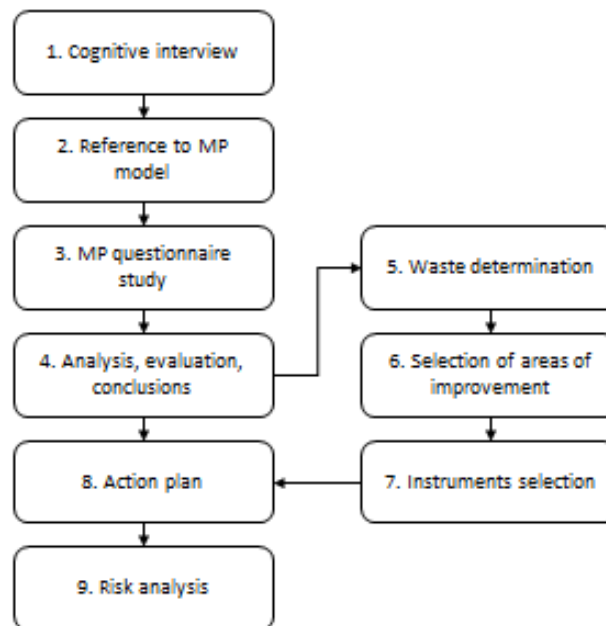 1. Cognitive interview
2. Reference to MP
model
3. MP questionnaire
study
4. Analysis, evaluation,
conclusions
5. Waste determination
6. Selection of areas of
improvement
7. Instruments selection
8. Action plan
9. Risk analysis